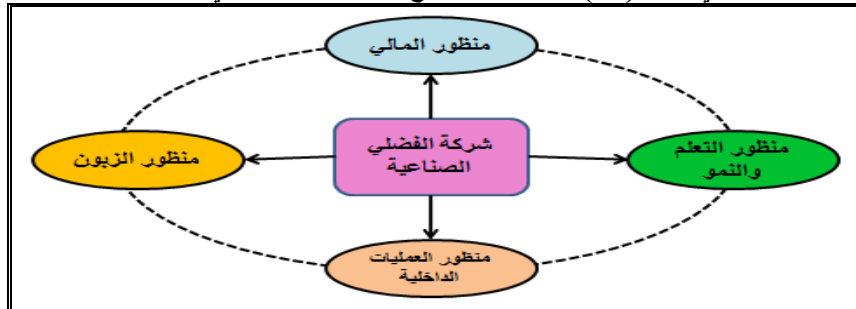 منظور المالي
شركة الفضلي
الصناعية
منظور التعلم
والنمو
منظور الزبون
منظور العمليات
الداخلية